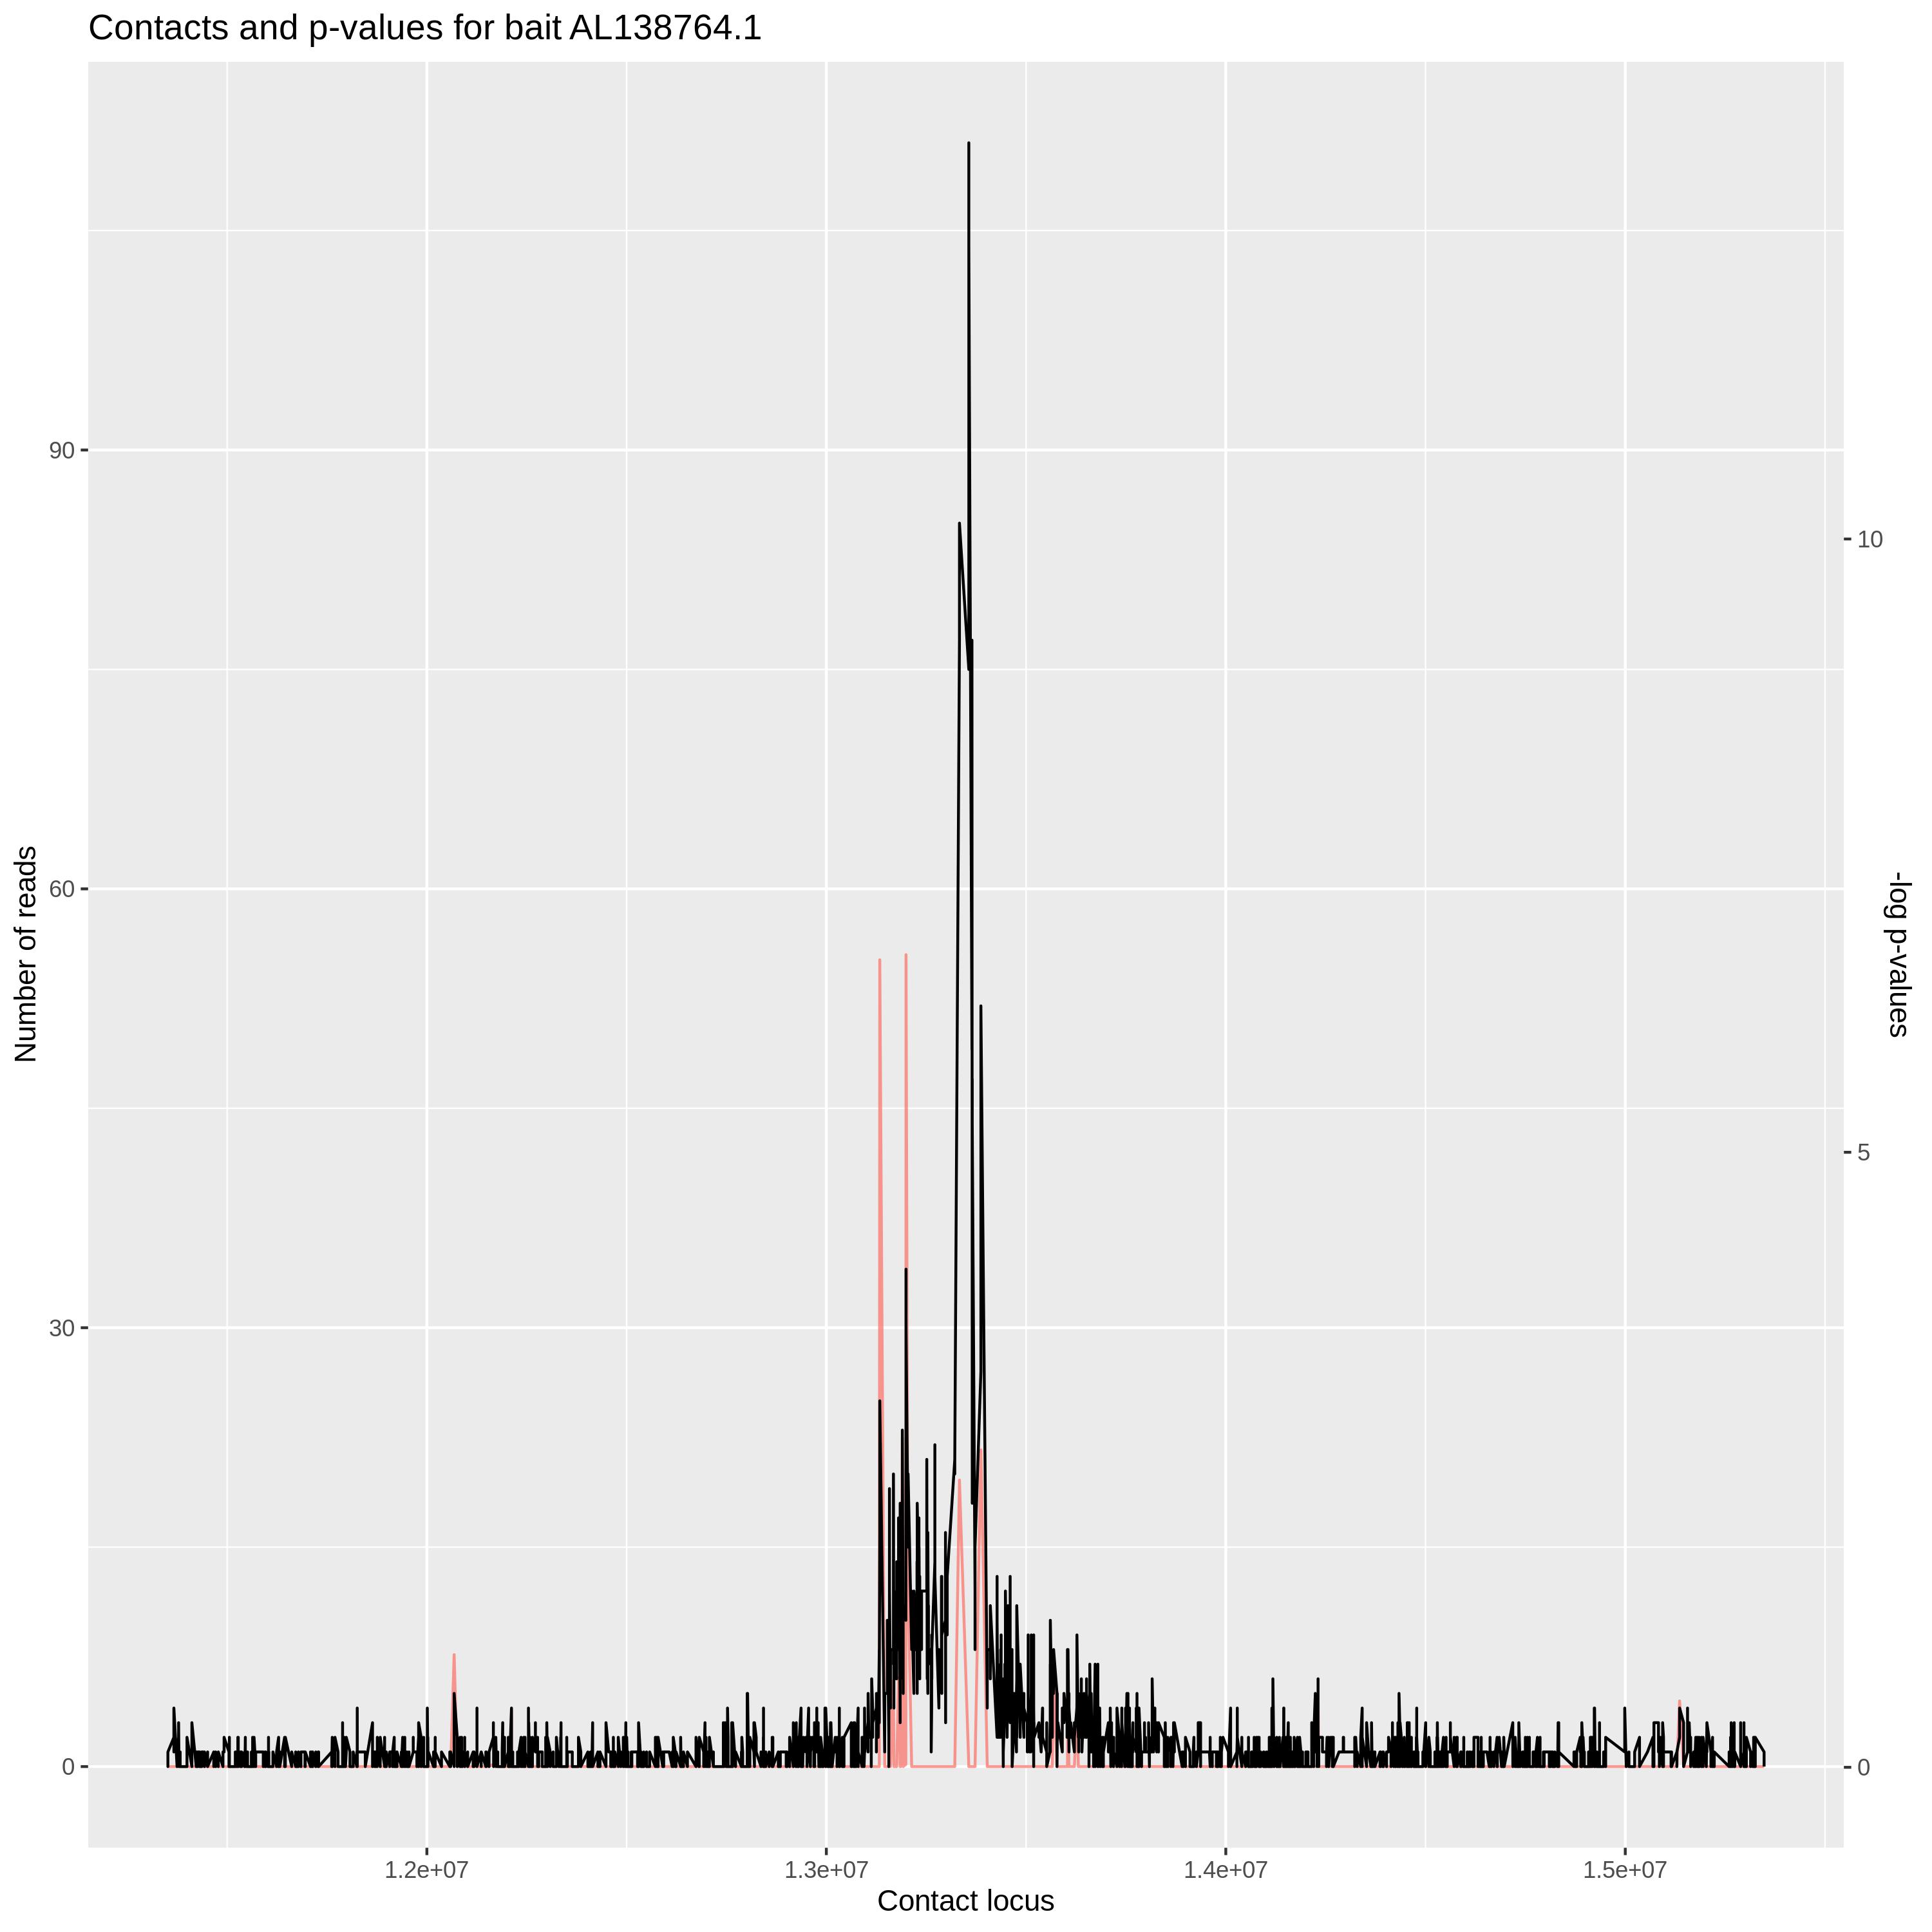 Contacts and p-values for bait AL138764.1
90
60
30
0
Number of reads
10
5
0
-log p-values
1.2e+07
1.3e+07
1.4e+07
1.5e+07
Contact locus